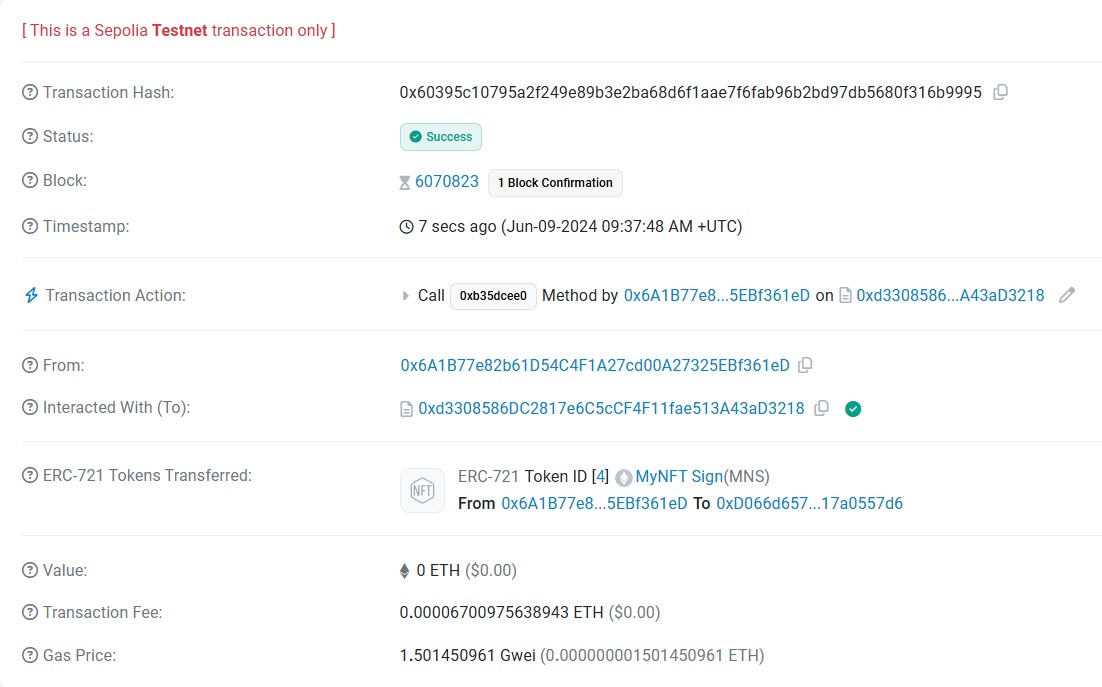 [ This is a Sepolia Testnet transaction only ]
Transaction Hash: 0x60395c10795a2f249e89b3e2ba68d6f1aae7f6fab96b2bd97db5680f316b9995
Status: Success
Block: 6070823 1 Block Confirmation
Timestamp: 7 secs ago (Jun-09-2024 09:37:48 AM +UTC)
Transaction Action: Call 0xb35dcee0 Method by 0x6A1B77e8...5EBf361eD on 0xd3308586...A43aD3218
From: 0x6A1B77e82b61D54C4F1A27cd00A27325EBf361eD
Interacted With (To): 0xd3308586DC2817e6C5cCF4F11fae513A43aD3218
ERC-721 Tokens Transferred: NFT ERC-721 Token ID [4] MyNFT Sign(MNS)
From 0x6A1B77e8...5EBf361eD To 0xD066d657...17a0557d6
Value: 0 ETH ($0.00)
Transaction Fee: 0.00006700975638943 ETH ($0.00)
Gas Price: 1.501450961 Gwei (0.000000001501450961 ETH)